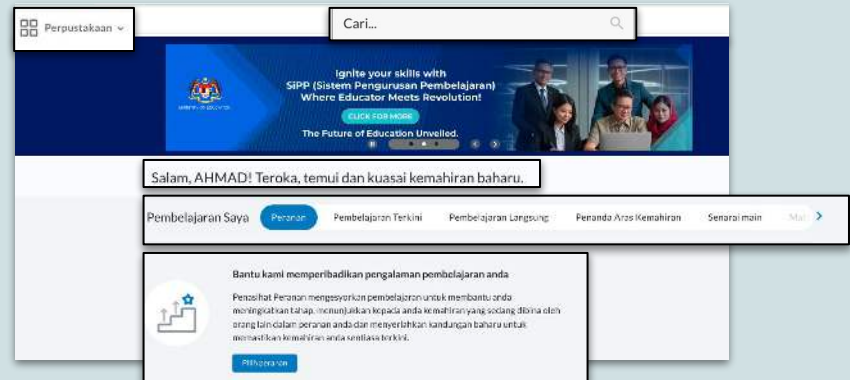 Perpustakaan
Cari...
Ignite your skills with
SiPP (Sistem Pengurusan Pembelajaran)
Where Educator Meets Revolution!
CLICK FOR MORE
The Future of Education Unveiled.
Salam, AHMAD! Teroka, temui dan kuasai kemahiran baharu.
Pembelajaran Saya Peranan Pembelajaran Terkini Pembelajaran Langsung Penanda Aras Kemahiran Senarai main
Bantu kami memperibadikan pengalaman pembelajaran anda
Penasihat Peranan mengesyorkan pembelajaran untuk membantu anda
meningkatkan tahap, menunjukkan kepada anda kemahiran yang sedang dibina oleh
orang lain dalam peranan anda dan menyerlahkan kandungan baharu untuk
memastikan kemahiran anda sentiasa terkini.
Pilih peranan